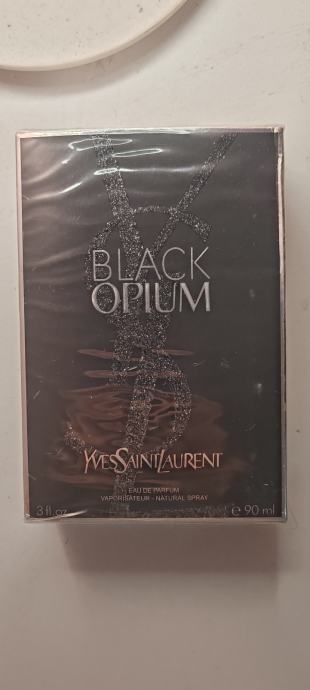 BLACK
OPIUM
YVESSAINTLAURENT
EAU DE PARFUM
VAPORISATEUR - NATURAL SPRAY
3 fl.oz e 90 ml